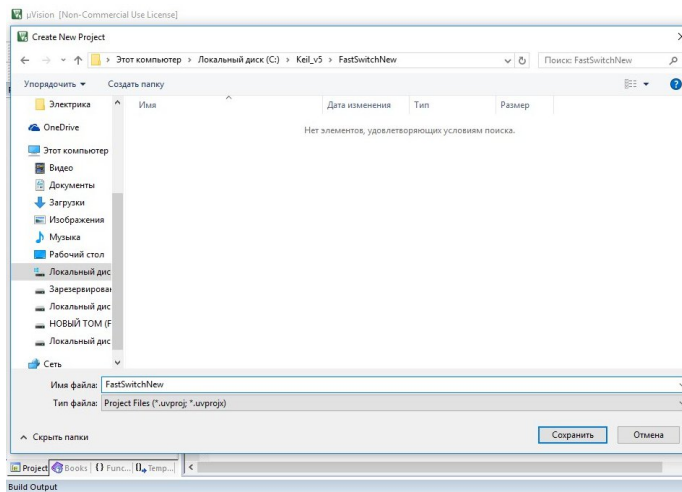 µVision [Non-Commercial Use License]
Create New Project
Этот компьютер › Локальный диск (C:) › Keil_v5 › FastSwitchNew
Поиск: FastSwitchNew
Упорядочить
Создать папку
Имя
Дата изменения
Тип
Размер
Нет элементов, удовлетворяющих условиям поиска.
Электрика
OneDrive
Этот компьютер
Видео
Документы
Загрузки
Изображения
Музыка
Рабочий стол
Локальный дис
Зарезервирован
Локальный дис
НОВЫЙ ТОМ (F
Локальный дис
Сеть
Имя файла: FastSwitchNew
Тип файла: Project Files (*.uvproj; *.uvprojx)
Скрыть папки
Сохранить
Отмена
Project Books {} Func... Temp...
Build Output